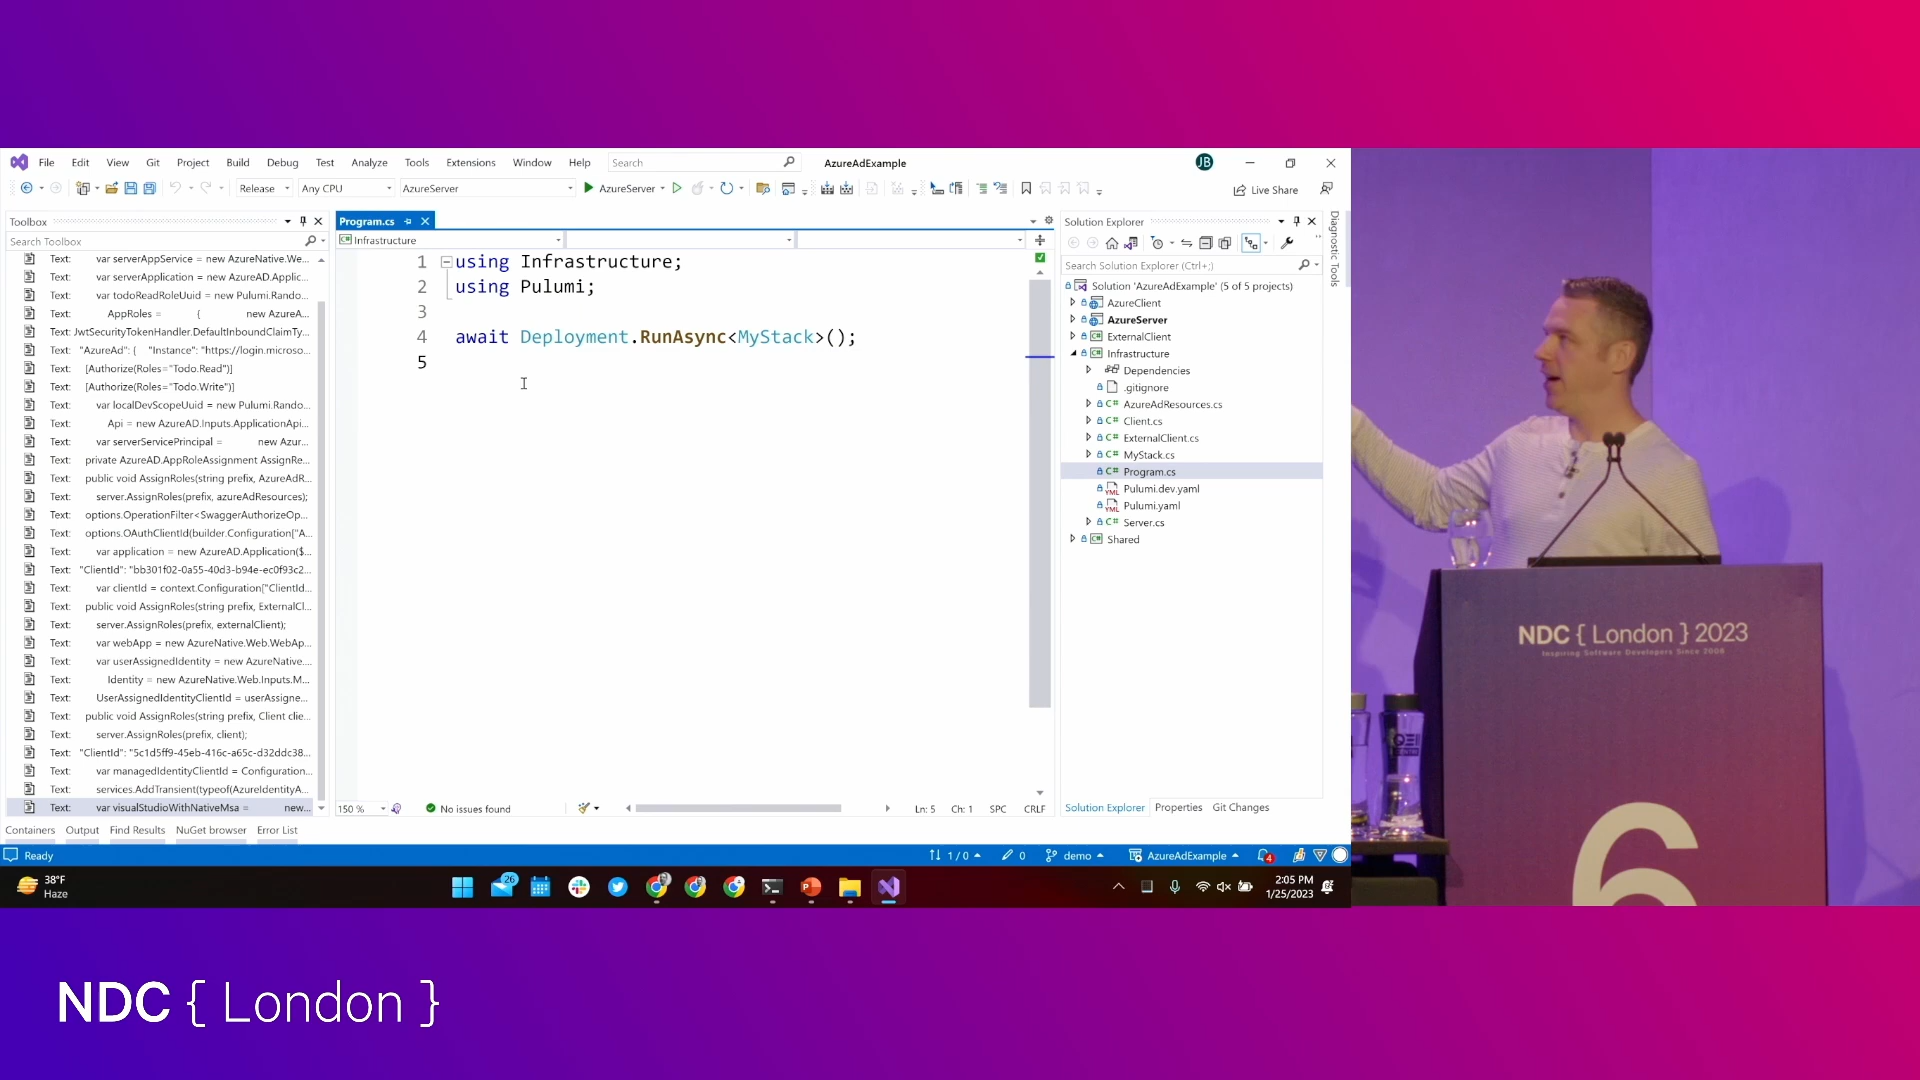 File Edit View Git Project Build Debug Test Analyze Tools Extensions Window Help Search AzureAdExample JB
Release Any CPU AzureServer AzureServer Live Share
Toolbox
Search Toolbox
Text: var serverAppService = new AzureNative.We...
Text: var serverApplication = new AzureAD.Applic...
Text: var todoReadRoleUuid = new Pulumi.Rando...
Text: AppRoles = { new AzureA...
Text: JwtSecurityTokenHandler.DefaultInboundClaimTy...
Text: "AzureAd": { "Instance": "https://login.microso...
Text: [Authorize(Roles="Todo.Read")]
Text: [Authorize(Roles="Todo.Write")]
Text: var localDevScopeUuid = new Pulumi.Rando...
Text: Api = new AzureAD.Inputs.ApplicationApi...
Text: var serverServicePrincipal = new Azur...
Text: private AzureAD.AppRoleAssignment AssignRe...
Text: public void AssignRoles(string prefix, AzureAdR...
Text: server.AssignRoles(prefix, azureAdResources);
Text: options.OperationFilter<SwaggerAuthorizeOp...
Text: options.OAuthClientId(builder.Configuration["A...
Text: var application = new AzureAD.Application($...
Text: "ClientId": "bb301f02-0a55-40d3-b94e-ec0f93c2...
Text: var clientId = context.Configuration["ClientId...
Text: public void AssignRoles(string prefix, ExternalCl...
Text: server.AssignRoles(prefix, externalClient);
Text: var webApp = new AzureNative.Web.WebAp...
Text: var userAssignedIdentity = new AzureNative....
Text: Identity = new AzureNative.Web.Inputs.M...
Text: UserAssignedIdentityClientId = userAssigne...
Text: public void AssignRoles(string prefix, Client clie...
Text: server.AssignRoles(prefix, client);
Text: "ClientId": "5c1d5ff9-45eb-416c-a65c-d32ddc38...
Text: var managedIdentityClientId = Configuration...
Text: services.AddTransient(typeof(AzureIdentityA...
Text: var visualStudioWithNativeMsa = new...
Containers Output Find Results NuGet browser Error List
Program.cs
Infrastructure
1 using Infrastructure;
2 using Pulumi;
3
4 await Deployment.RunAsync<MyStack>();
5
150 % No issues found Ln: 5 Ch: 1 SPC CRLF
Solution Explorer
Search Solution Explorer (Ctrl+;)
Solution 'AzureAdExample' (5 of 5 projects)
AzureClient
AzureServer
ExternalClient
Infrastructure
Dependencies
.gitignore
C# AzureAdResources.cs
C# Client.cs
C# ExternalClient.cs
C# MyStack.cs
C# Program.cs
YML Pulumi.dev.yaml
YML Pulumi.yaml
C# Server.cs
Shared
Solution Explorer Properties Git Changes
Diagnostic Tools
Ready 1 / 0 0 demo AzureAdExample 4
38°F
Haze
26
2:05 PM
1/25/2023
NDC { London } 2023
Inspiring Software Developers Since 2008
6
NDC { London }